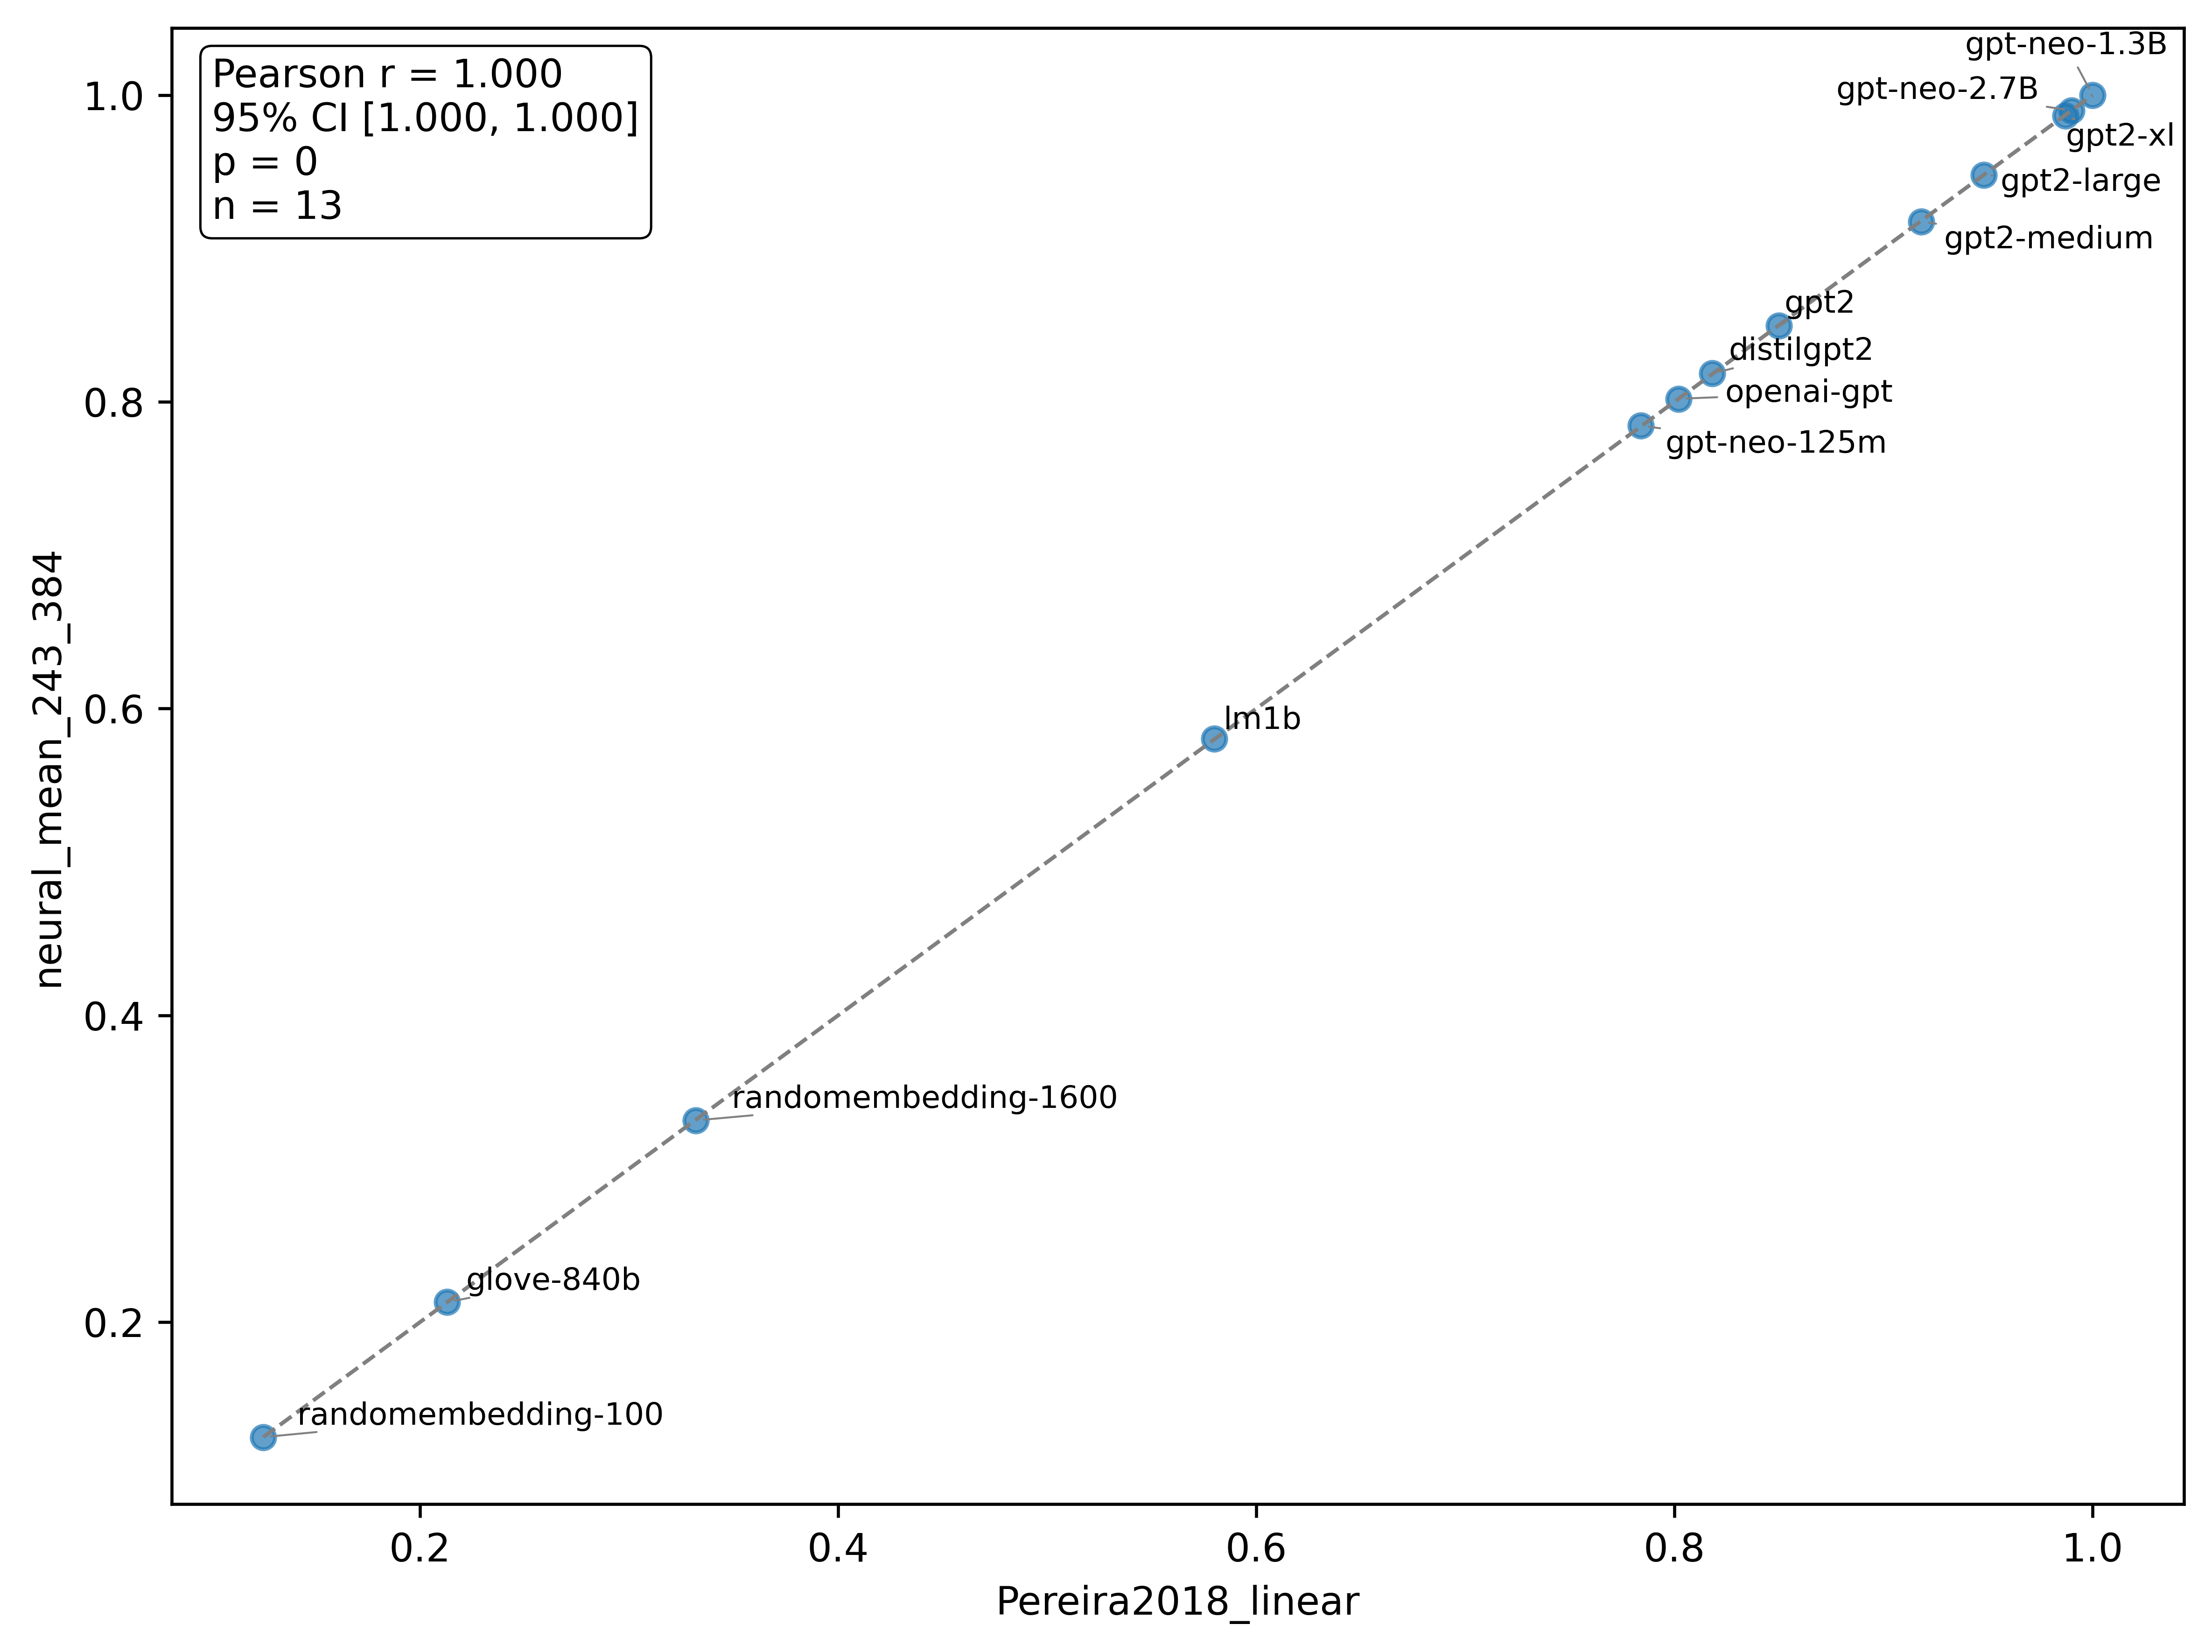 Pearson r = 1.000
95% CI [1.000, 1.000]
p = 0
n = 13
gpt-neo-1.3B
gpt-neo-2.7B
gpt2-xl
gpt2-large
gpt2-medium
gpt2
distilgpt2
openai-gpt
gpt-neo-125m
lm1b
randomembedding-1600
glove-840b
randomembedding-100
neural_mean_243_384
1.0
0.8
0.6
0.4
0.2
0.2
0.4
0.6
0.8
1.0
Pereira2018_linear